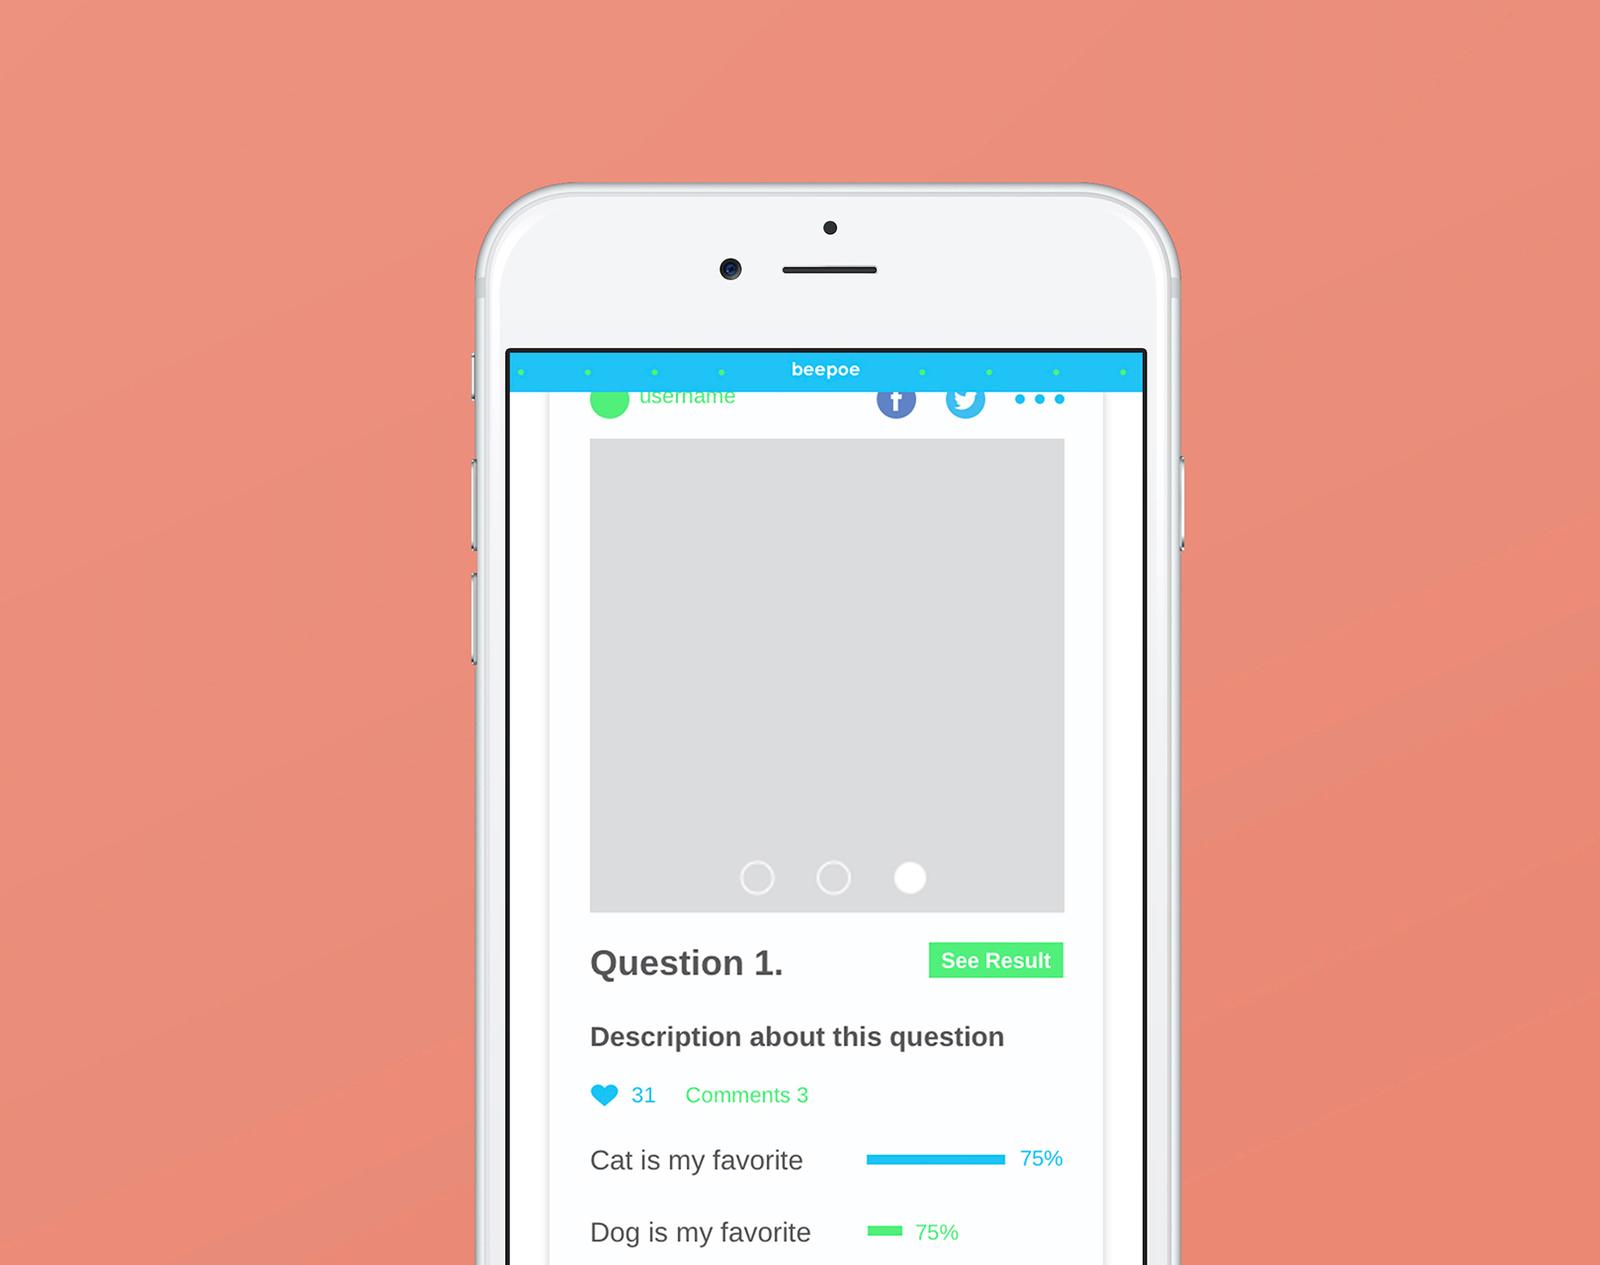 beepoe
username
Question 1.
See Result
Description about this question
31 Comments 3
Cat is my favorite 75%
Dog is my favorite 75%